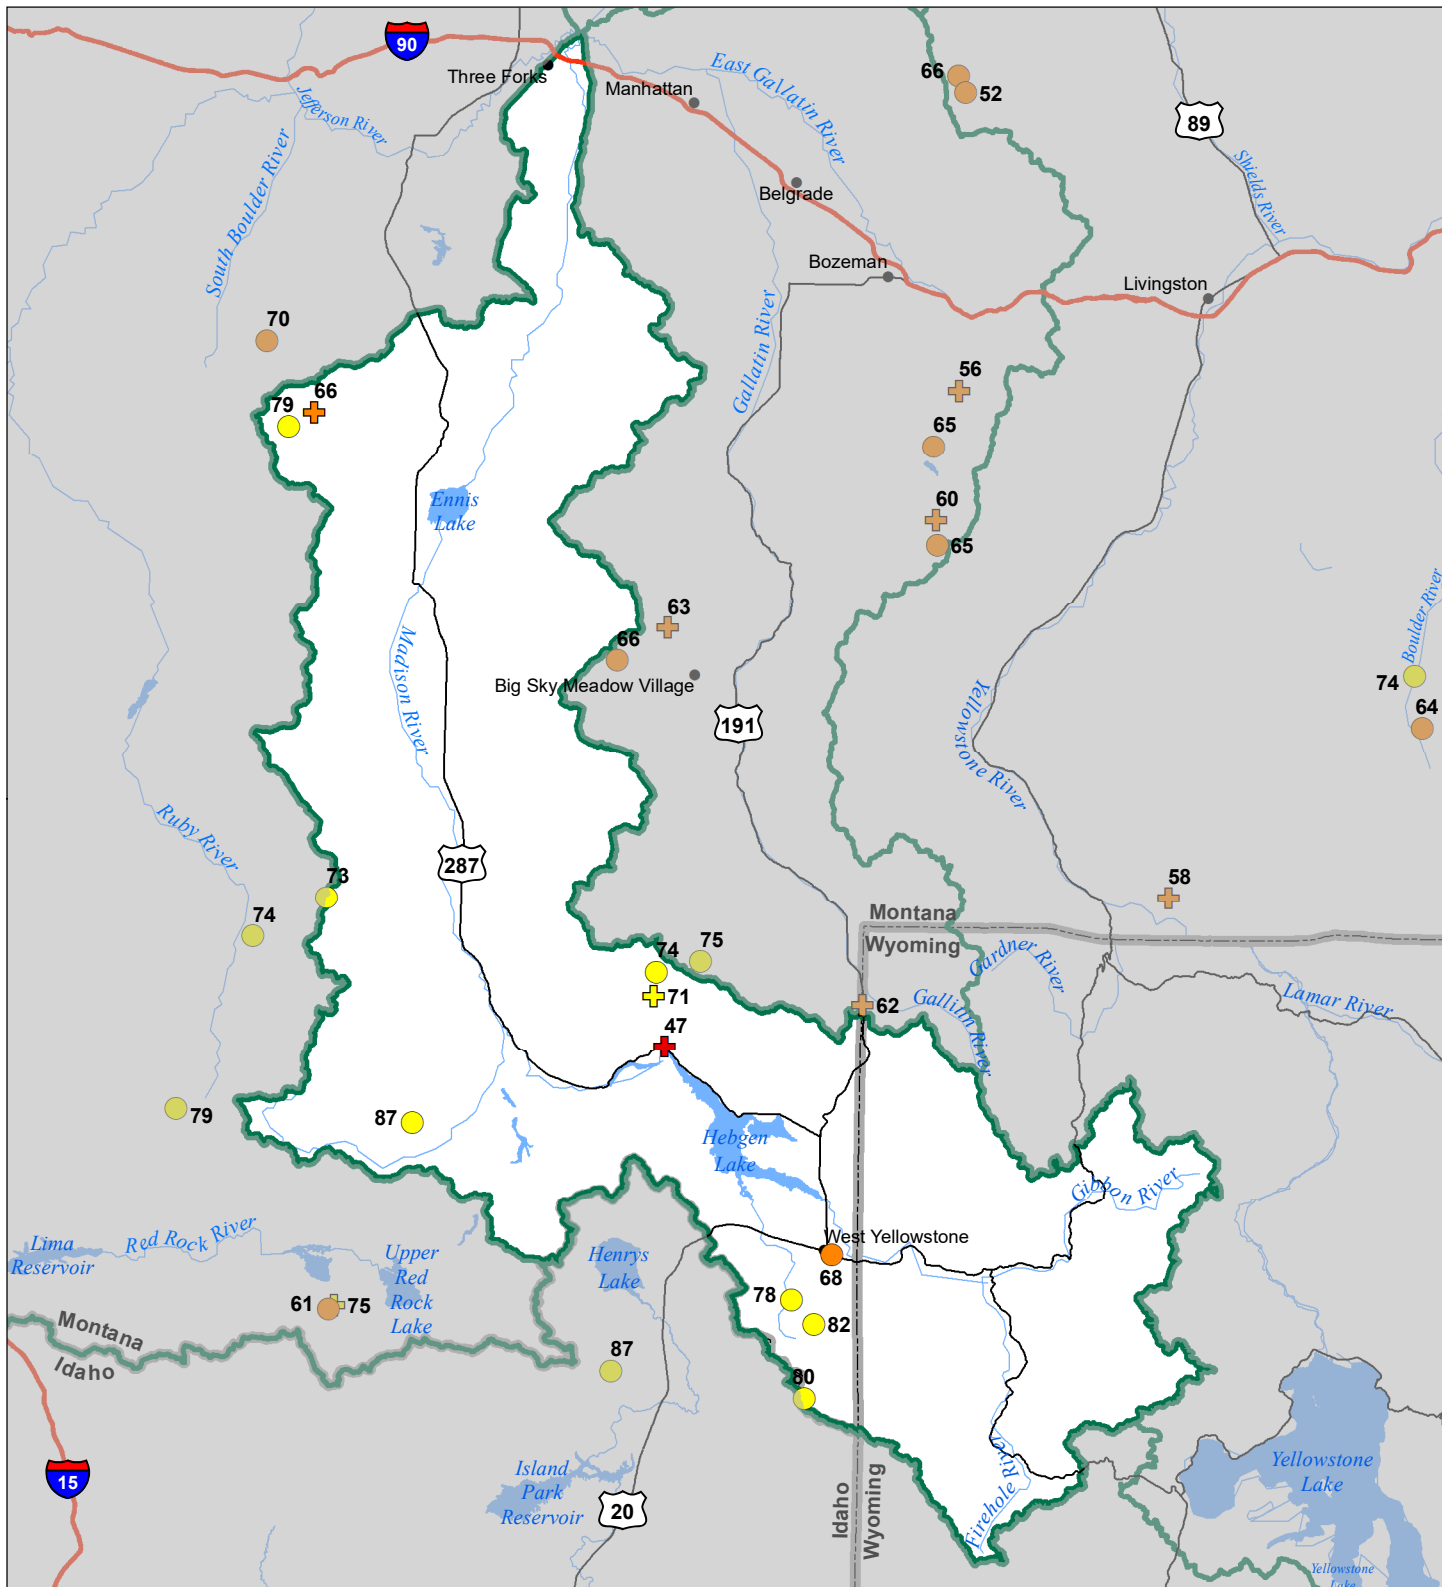 90
Three Forks
Manhattan
East Gallatin River
66
52
89
Jefferson River
South Boulder River
Belgrade
Shields River
Bozeman
Livingston
70
Gallatin River
66
79
56
65
Ennis
Lake
60
65
63
66
Big Sky Meadow Village
Madison River
Boulder River
74
64
191
Yellowstone River
Ruby River
287
73
74
58
Montana
Wyoming
74
75
71
Gardner River
Gallitin River
62
Lamar River
47
79
87
Hebgen
Lake
Gibbon River
Red Rock River
Lima
Reservoir
Upper
Red
Rock
Lake
Henrys
Lake
West Yellowstone
68
78
82
61
75
Montana
Idaho
87
80
15
Island
Park
Reservoir
20
Idaho
Wyoming
Firehole River
Yellowstone
Lake
Yellowstone
Lake